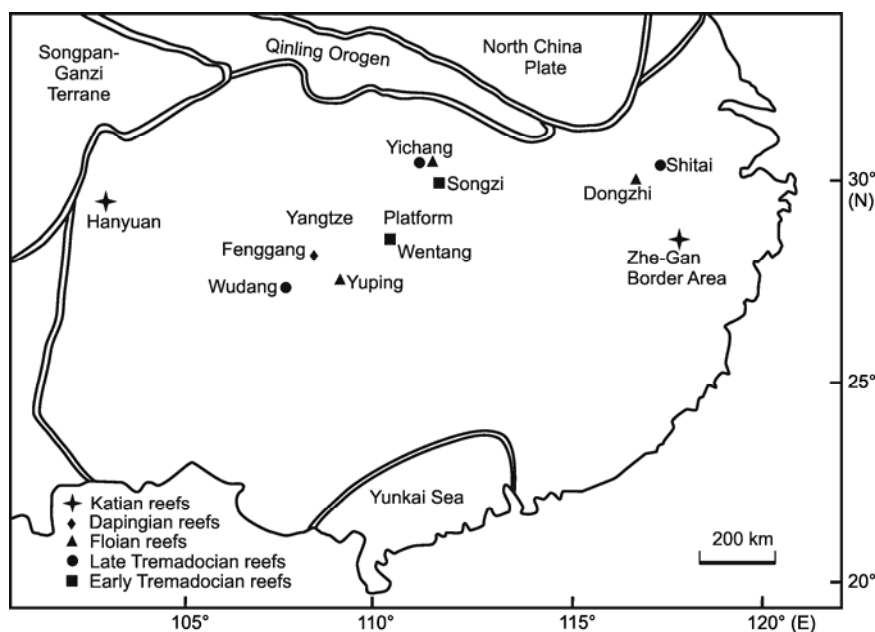 Songpan-
Ganzi
Terrane
Qinling Orogen
North China
Plate
Yichang
Songzi
Shitai
Dongzhi
30°
(N)
Hanyuan
Yangtze Platform
Fenggang
Wentang
Zhe-Gan
Border Area
Wudang
Yuping
25°
Yunkai Sea
Katian reefs
Dapingian reefs
Floian reefs
Late Tremadocian reefs
Early Tremadocian reefs
200 km
20°
105°
110°
115°
120° (E)